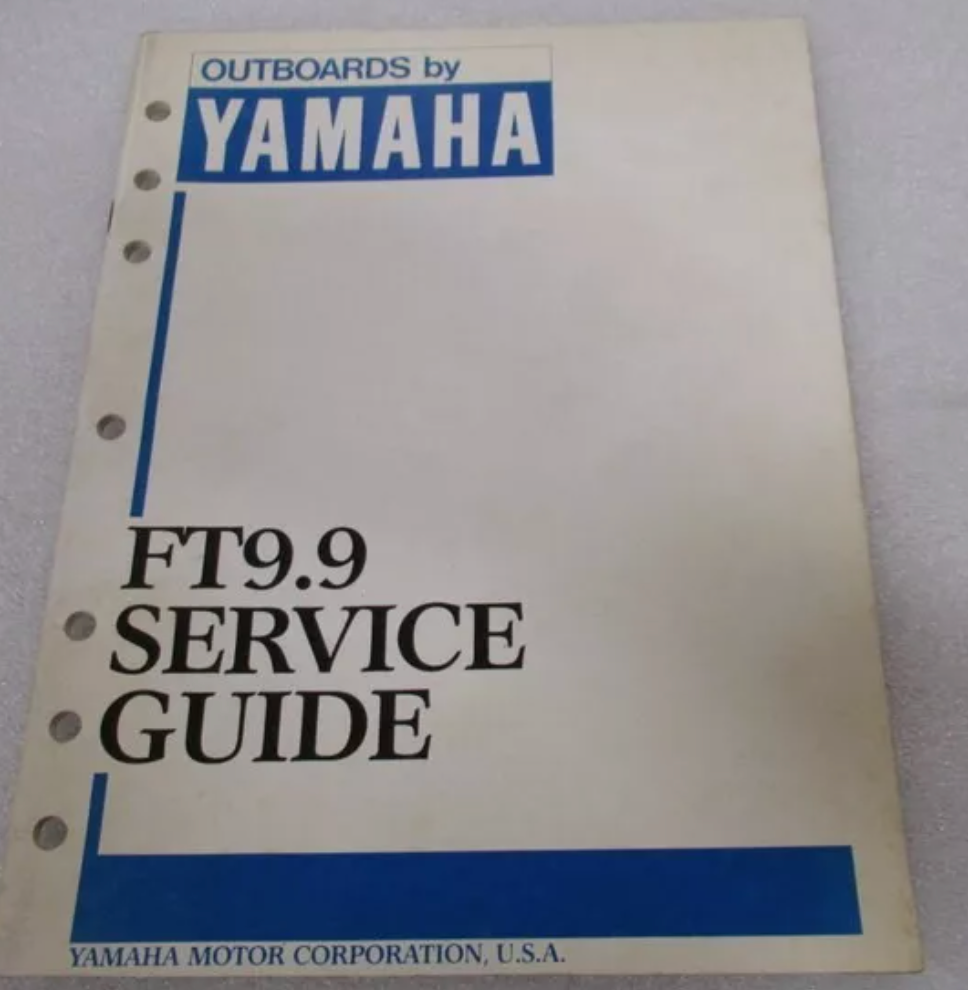 OUTBOARDS by
YAMAHA
FT9.9
SERVICE
GUIDE
YAMAHA MOTOR CORPORATION, U.S.A.